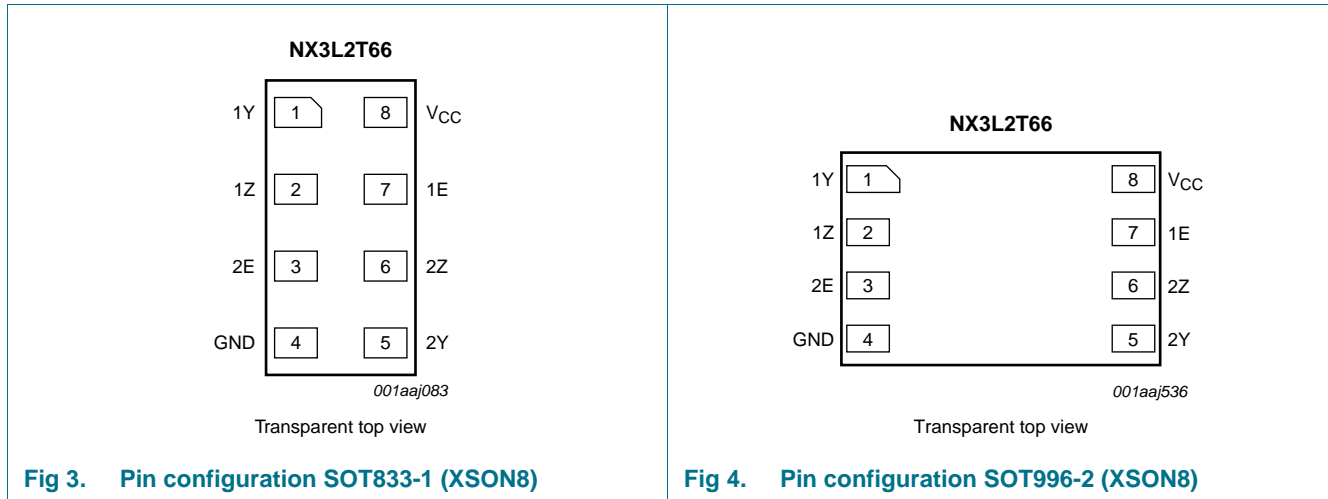 NX3L2T66
1Y 1 8 VCC
1Z 2 7 1E
2E 3 6 2Z
GND 4 5 2Y
001aaj083
Transparent top view
Fig 3. Pin configuration SOT833-1 (XSON8)
NX3L2T66
1Y 1 8 VCC
1Z 2 7 1E
2E 3 6 2Z
GND 4 5 2Y
001aaj536
Transparent top view
Fig 4. Pin configuration SOT996-2 (XSON8)